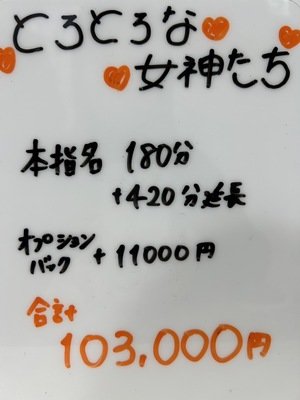 とろとろな
女神たち
本指名 180分
+420分延長
オプション
バック + 11000円
合計
103,000円